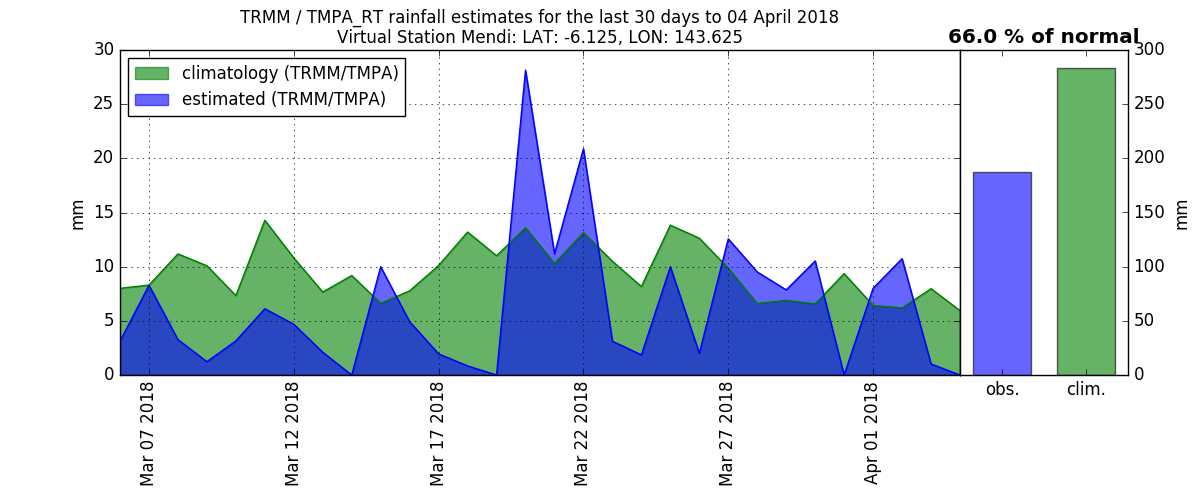 TRMM / TMPA_RT rainfall estimates for the last 30 days to 04 April 2018
Virtual Station Mendi: LAT: -6.125, LON: 143.625
66.0 % of normal
climatology (TRMM/TMPA)
estimated (TRMM/TMPA)
30
25
20
15
10
5
0
mm
Mar 07 2018
Mar 12 2018
Mar 17 2018
Mar 22 2018
Mar 27 2018
Apr 01 2018
300
250
200
150
100
50
0
mm
obs.
clim.